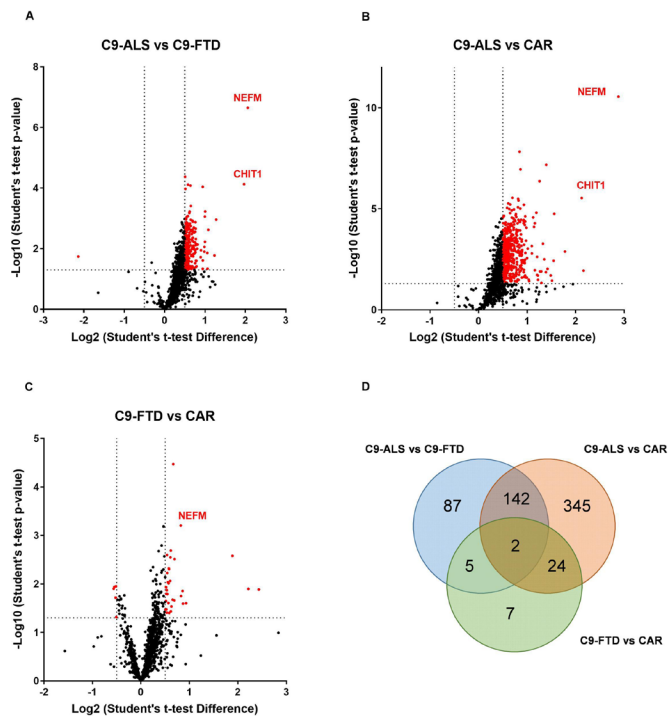 A
C9-ALS vs C9-FTD
8
6
4
2
0
-3
-2
-1
0
1
2
3
NEFM
CHIT1
-Log10 (Student's t-test p-value)
Log2 (Student's t-test Difference)
B
C9-ALS vs CAR
10
5
0
-2
-1
0
1
2
3
NEFM
CHIT1
-Log10 (Student's t-test p-value)
Log2 (Student's t-test Difference)
C
C9-FTD vs CAR
5
4
3
2
1
0
-2
-1
0
1
2
3
NEFM
-Log10 (Student's t-test p-value)
Log2 (Student's t-test Difference)
D
C9-ALS vs C9-FTD
C9-ALS vs CAR
87
142
345
2
5
24
7
C9-FTD vs CAR